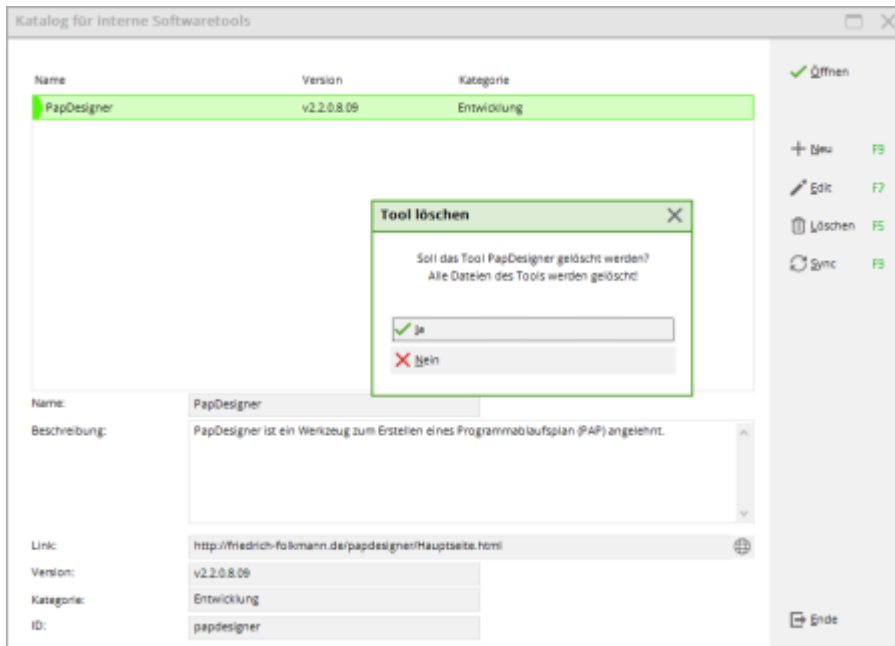 Katalog für interne Softwaretools
Name Version Kategorie
PapDesigner v2.2.0.8.09 Entwicklung
Öffnen
Neu F9
Edit F7
Löschen F5
Sync F9
Tool löschen
Soll das Tool PapDesigner gelöscht werden?
Alle Dateien des Tools werden gelöscht!
Ja
Nein
Name: PapDesigner
Beschreibung: PapDesigner ist ein Werkzeug zum Erstellen eines Programmablaufsplan (PAP) angelehnt.
Link: http://friedrich-folkmann.de/papdesigner/Hauptseite.html
Version: v2.2.0.8.09
Kategorie: Entwicklung
ID: papdesigner
Ende